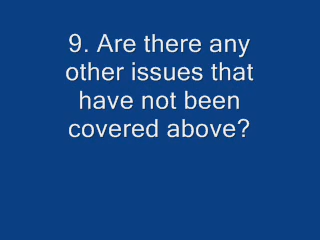 9. Are there any
other issues that
have not been
covered above?